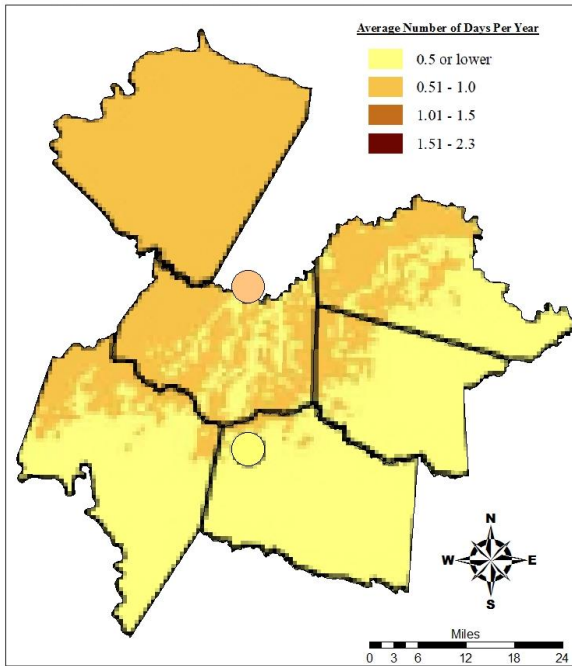 Average Number of Days Per Year
0.5 or lower
0.51 - 1.0
1.01 - 1.5
1.51 - 2.3
N
W E
S
Miles
0 3 6 12 18 24